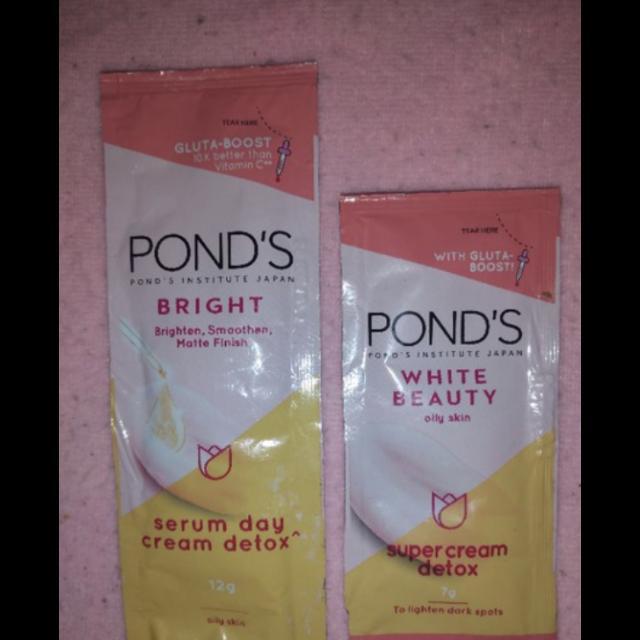 TEAR HERE
GLUTA-BOOST
10X better than
Vitamin C**
POND'S
POND'S INSTITUTE JAPAN
BRIGHT
Brighten, Smoothen,
Matte Finish
serum day
cream detox^
12g
oily skin
TEAR HERE
WITH GLUTA-
BOOST!
POND'S
POND'S INSTITUTE JAPAN
WHITE
BEAUTY
oily skin
super cream
detox
7g
To lighten dark spots